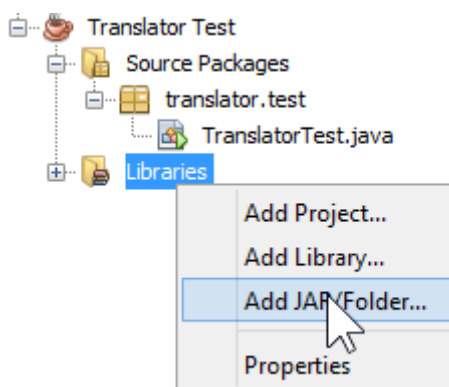 Translator Test
Source Packages
translator.test
TranslatorTest.java
Libraries
Add Project...
Add Library...
Add JAR/Folder...
Properties